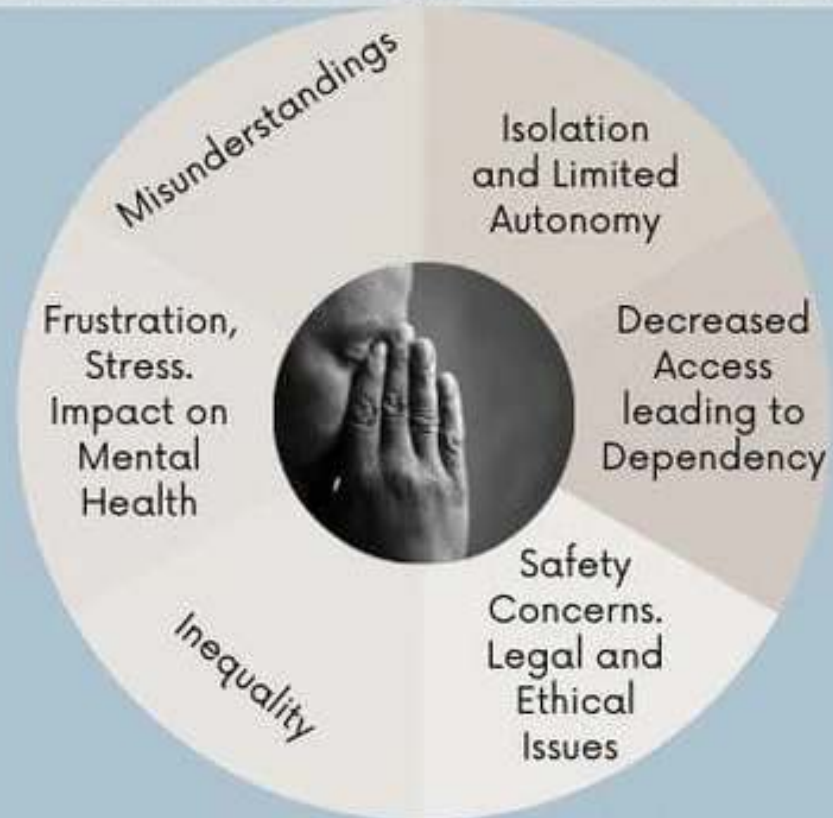 Misunderstandings
Isolation
and Limited
Autonomy
Decreased
Access
leading to
Dependency
Safety
Concerns.
Legal and
Ethical
Issues
Inequality
Frustration,
Stress.
Impact on
Mental
Health